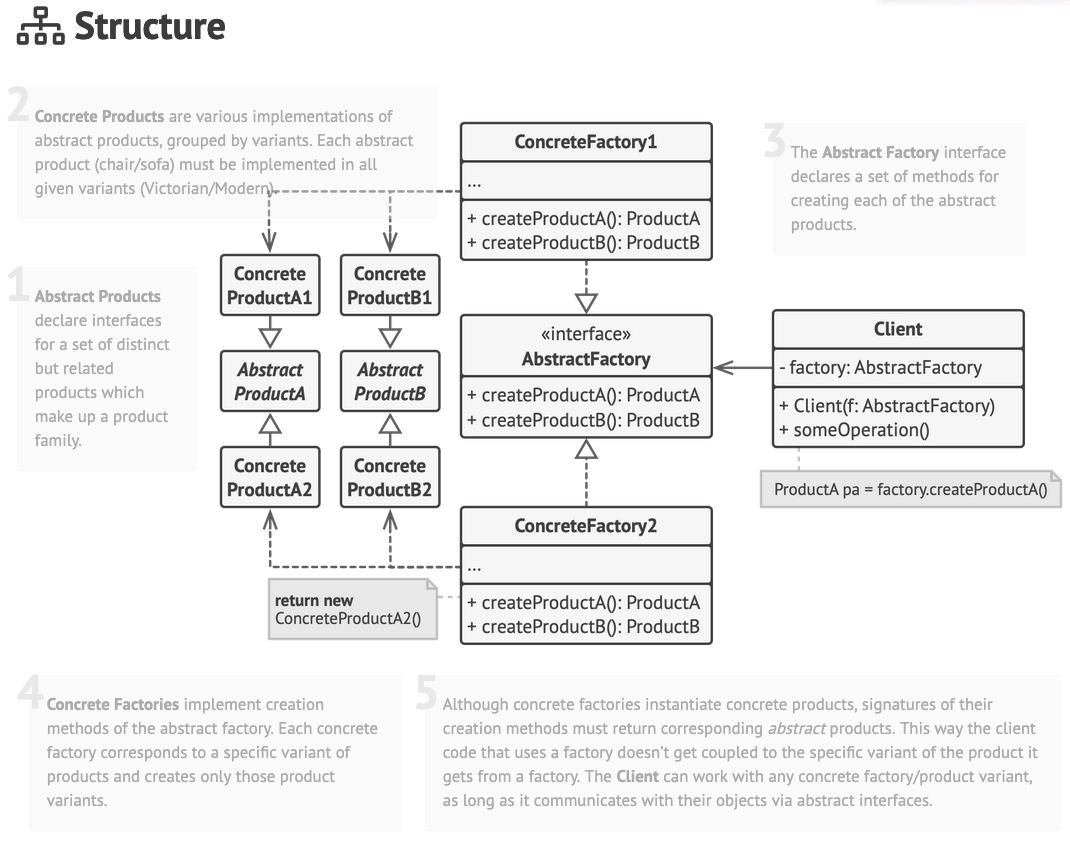 Structure
2
Concrete Products are various implementations of
abstract products, grouped by variants. Each abstract
product (chair/sofa) must be implemented in all
given variants (Victorian/Modern).
ConcreteFactory1
...
+ createProductA(): ProductA
+ createProductB(): ProductB
3
The Abstract Factory interface
declares a set of methods for
creating each of the abstract
products.
1
Abstract Products
declare interfaces
for a set of distinct
but related
products which
make up a product
family.
Concrete
ProductA1
Concrete
ProductB1
Abstract
ProductA
Abstract
ProductB
Concrete
ProductA2
Concrete
ProductB2
«interface»
AbstractFactory
+ createProductA(): ProductA
+ createProductB(): ProductB
Client
- factory: AbstractFactory
+ Client(f: AbstractFactory)
+ someOperation()
ProductA pa = factory.createProductA()
ConcreteFactory2
...
+ createProductA(): ProductA
+ createProductB(): ProductB
return new
ConcreteProductA2()
4
Concrete Factories implement creation
methods of the abstract factory. Each concrete
factory corresponds to a specific variant of
products and creates only those product
variants.
5
Although concrete factories instantiate concrete products, signatures of their
creation methods must return corresponding abstract products. This way the client
code that uses a factory doesn't get coupled to the specific variant of the product it
gets from a factory. The Client can work with any concrete factory/product variant,
as long as it communicates with their objects via abstract interfaces.